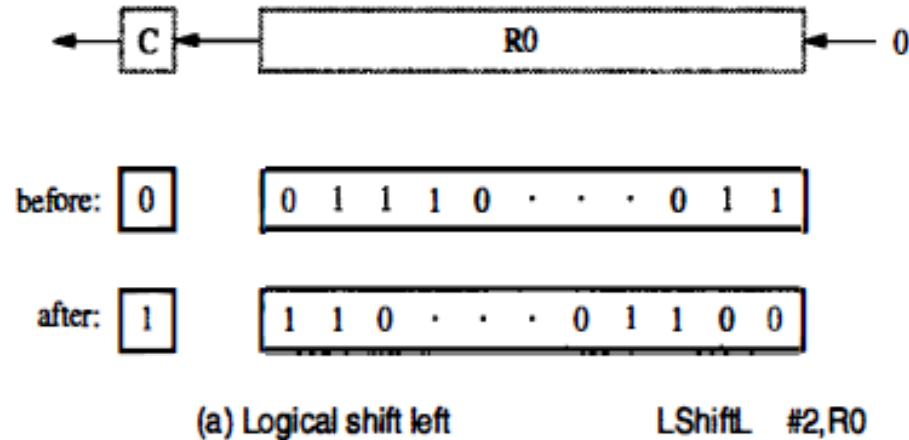 C R0 0
before: 0 0 1 1 1 0 · · · 0 1 1
after: 1 1 1 0 · · · 0 1 1 0 0
(a) Logical shift left LShiftL #2,R0